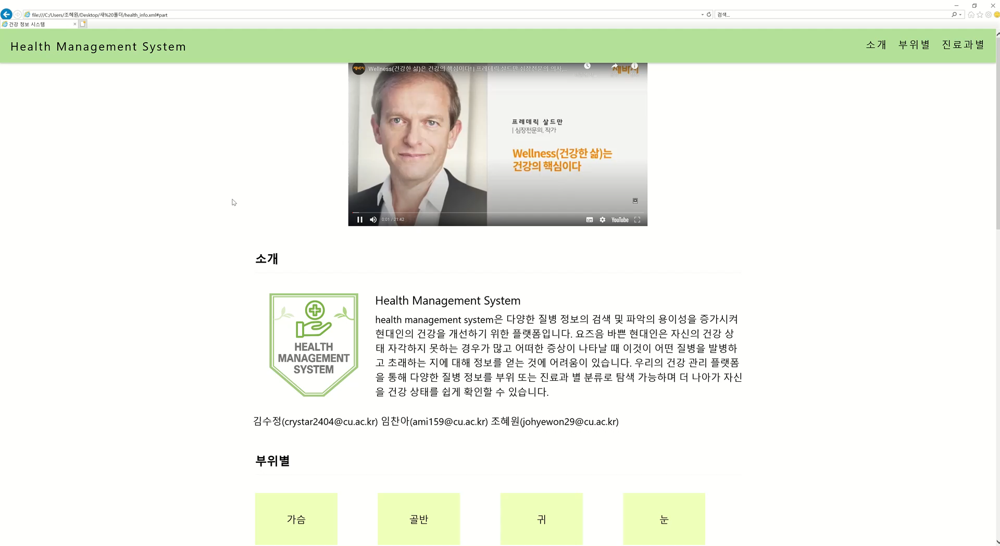 file:///C:/Users/조혜원/Desktop/새%20폴더/health_info.xml#part
검색...
건강 정보 시스템
Health Management System
소개 부위별 진료과별
세바시 Wellness(건강한 삶)은 건강의 핵심이다! | 프레데릭 살드만 심장전문의 의사,...
세바시
프레데릭 살드만
| 심장전문의, 작가
Wellness(건강한 삶)는
건강의 핵심이다
0:01 / 21:42
YouTube
소개
HEALTH
MANAGEMENT
SYSTEM
Health Management System
health management system은 다양한 질병 정보의 검색 및 파악의 용이성을 증가시켜
현대인의 건강을 개선하기 위한 플랫폼입니다. 요즈음 바쁜 현대인은 자신의 건강 상
태 자각하지 못하는 경우가 많고 어떠한 증상이 나타날 때 이것이 어떤 질병을 발병하
고 초래하는 지에 대해 정보를 얻는 것에 어려움이 있습니다. 우리의 건강 관리 플랫폼
을 통해 다양한 질병 정보를 부위 또는 진료과 별 분류로 탐색 가능하며 더 나아가 자신
을 건강 상태를 쉽게 확인할 수 있습니다.
김수정(crystar2404@cu.ac.kr) 임찬아(ami159@cu.ac.kr) 조혜원(johyewon29@cu.ac.kr)
부위별
가슴 골반 귀 눈